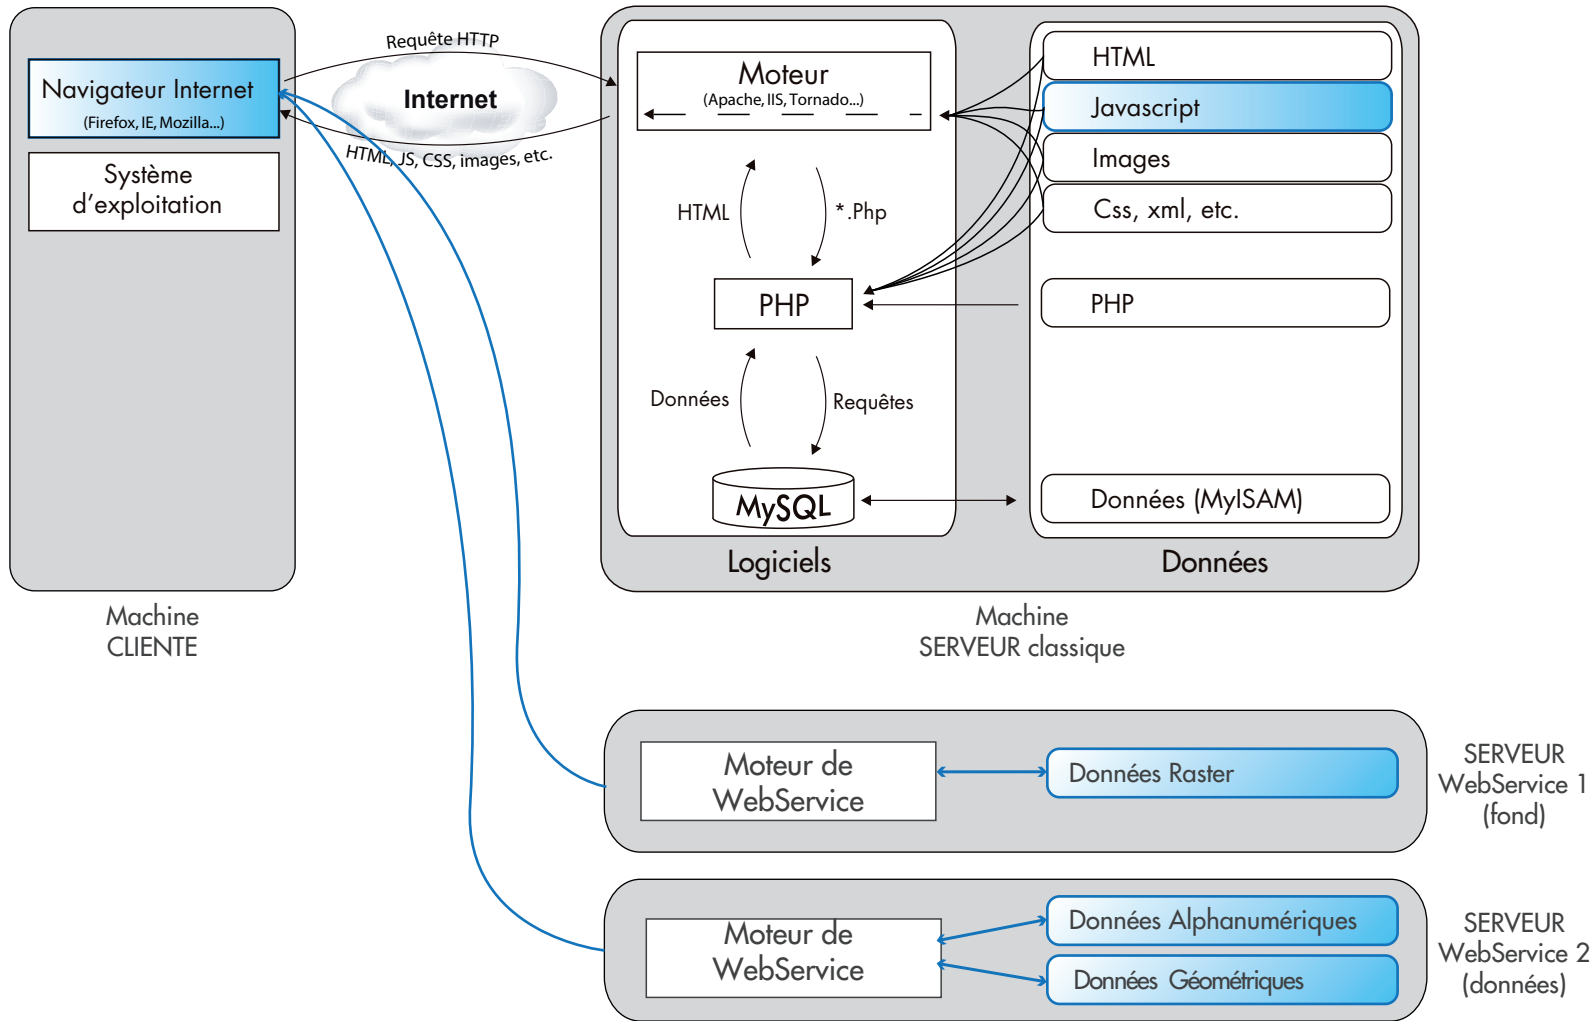 Navigateur Internet
(Firefox, IE, Mozilla...)
Système
d'exploitation
Machine
CLIENTE
Requête HTTP
Internet
HTML, JS, CSS, images, etc.
Moteur
(Apache, IIS, Tornado...)
HTML
*.Php
PHP
Données
Requêtes
MySQL
Logiciels
HTML
Javascript
Images
Css, xml, etc.
PHP
Données (MyISAM)
Données
Machine
SERVEUR classique
Moteur de
WebService
Données Raster
SERVEUR
WebService 1
(fond)
Moteur de
WebService
Données Alphanumériques
Données Géométriques
SERVEUR
WebService 2
(données)